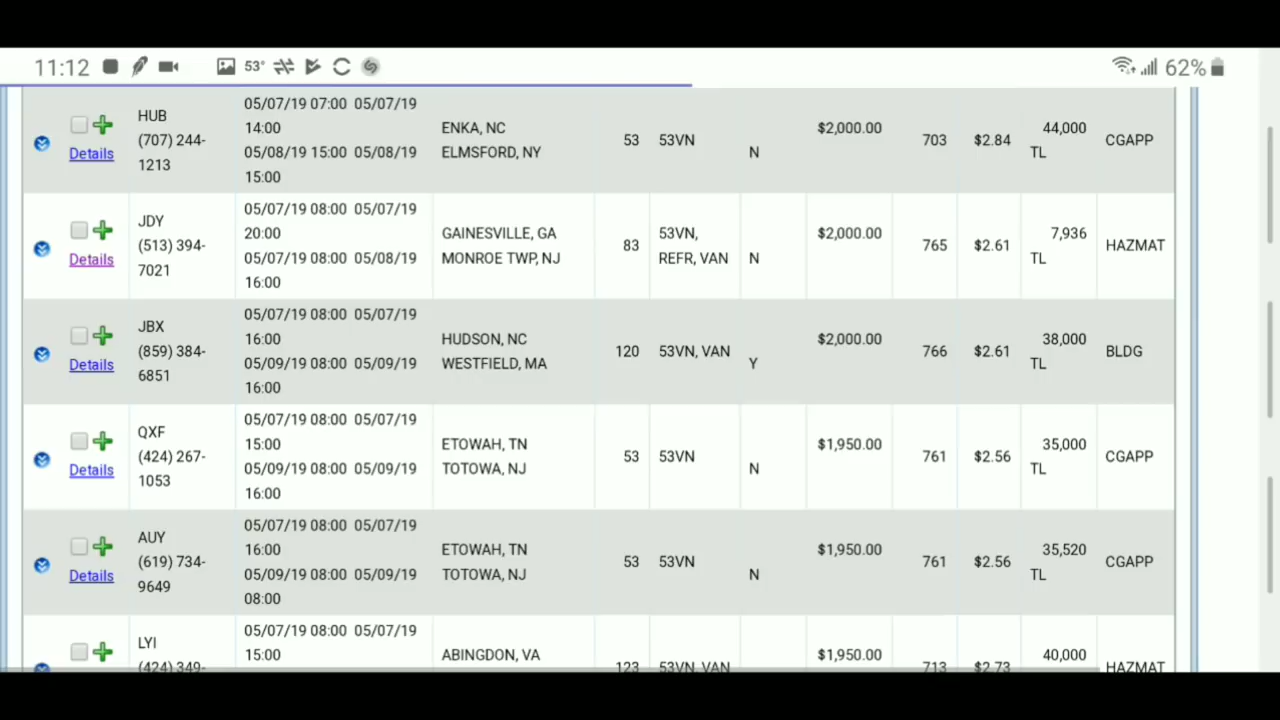 11:12 53° 62%
HUB
(707) 244-
1213
Details
05/07/19 07:00 05/07/19
14:00
05/08/19 15:00 05/08/19
15:00
ENKA, NC
ELMSFORD, NY
53
53VN
N
$2,000.00
703
$2.84
44,000
TL
CGAPP
JDY
(513) 394-
7021
Details
05/07/19 08:00 05/07/19
20:00
05/07/19 08:00 05/08/19
16:00
GAINESVILLE, GA
MONROE TWP, NJ
83
53VN,
REFR, VAN
N
$2,000.00
765
$2.61
7,936
TL
HAZMAT
JBX
(859) 384-
6851
Details
05/07/19 08:00 05/07/19
16:00
05/09/19 08:00 05/09/19
16:00
HUDSON, NC
WESTFIELD, MA
120
53VN, VAN
Y
$2,000.00
766
$2.61
38,000
TL
BLDG
QXF
(424) 267-
1053
Details
05/07/19 08:00 05/07/19
15:00
05/09/19 08:00 05/09/19
16:00
ETOWAH, TN
TOTOWA, NJ
53
53VN
N
$1,950.00
761
$2.56
35,000
TL
CGAPP
AUY
(619) 734-
9649
Details
05/07/19 08:00 05/07/19
16:00
05/09/19 08:00 05/09/19
08:00
ETOWAH, TN
TOTOWA, NJ
53
53VN
N
$1,950.00
761
$2.56
35,520
TL
CGAPP
LYI
(424) 349-
05/07/19 08:00 05/07/19
15:00
ABINGDON, VA
123
53VN, VAN
$1,950.00
713
$2.73
40,000
HAZMAT